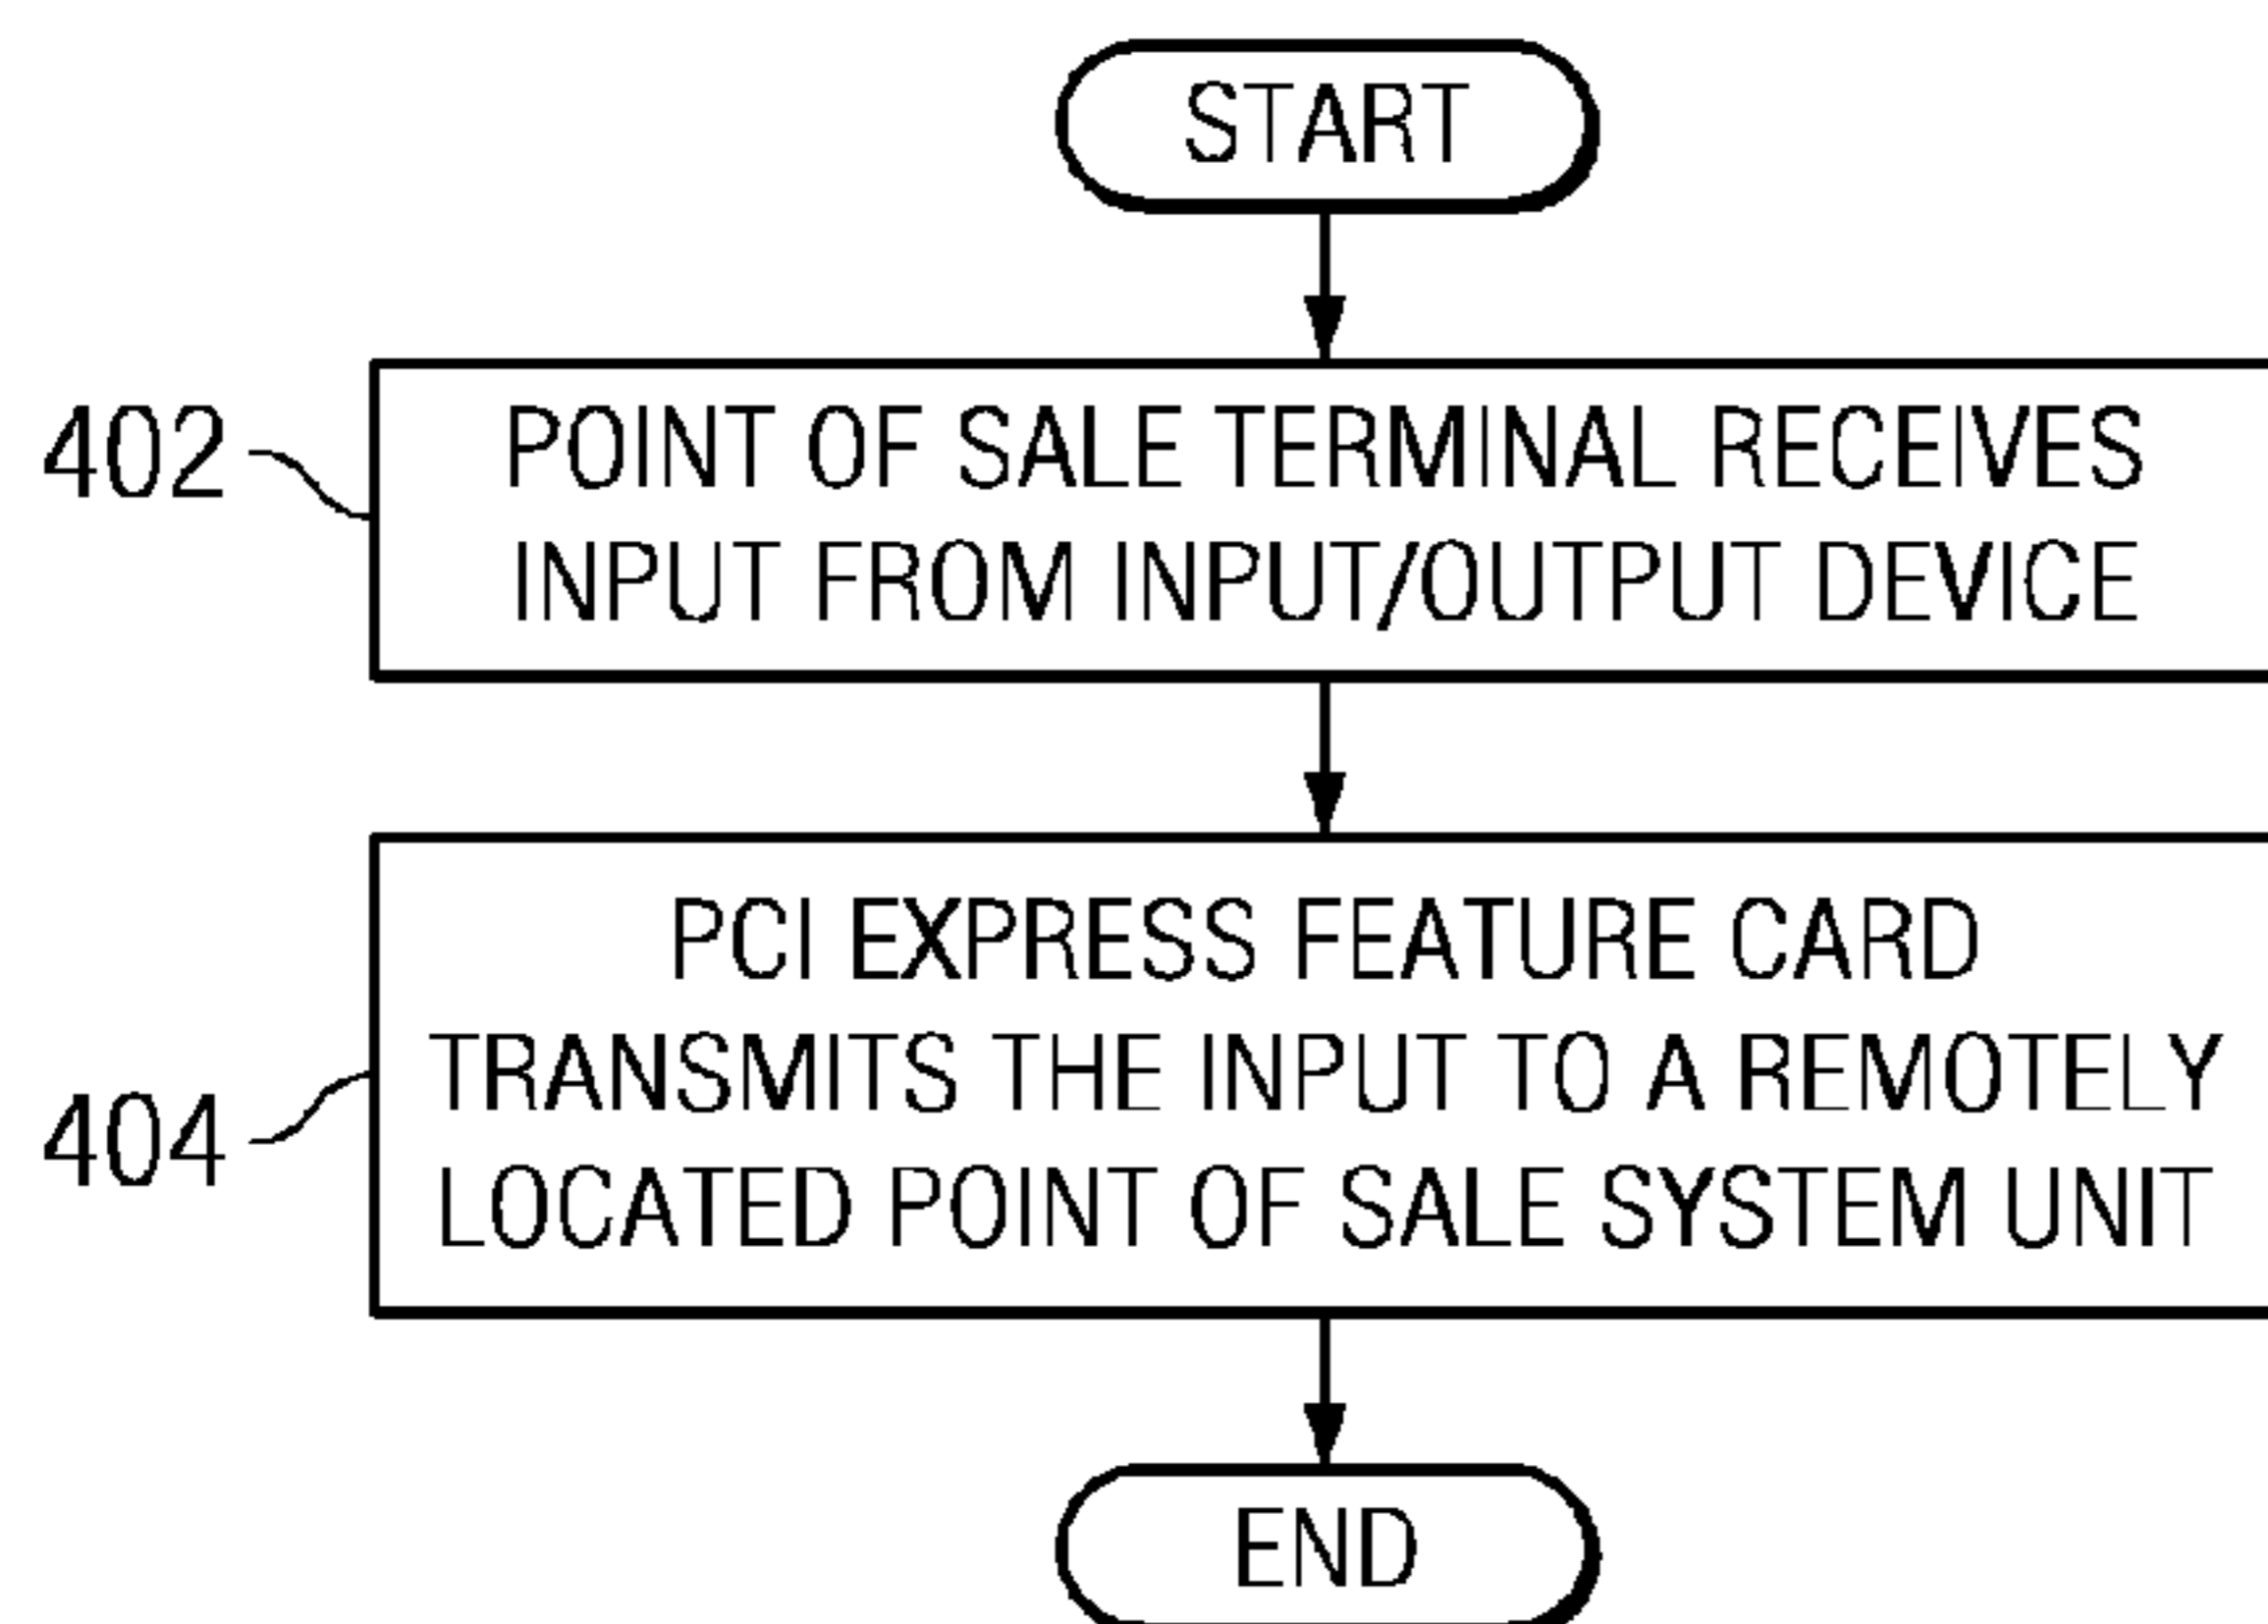 START
402
POINT OF SALE TERMINAL RECEIVES
INPUT FROM INPUT/OUTPUT DEVICE
404
PCI EXPRESS FEATURE CARD
TRANSMITS THE INPUT TO A REMOTELY
LOCATED POINT OF SALE SYSTEM UNIT
END